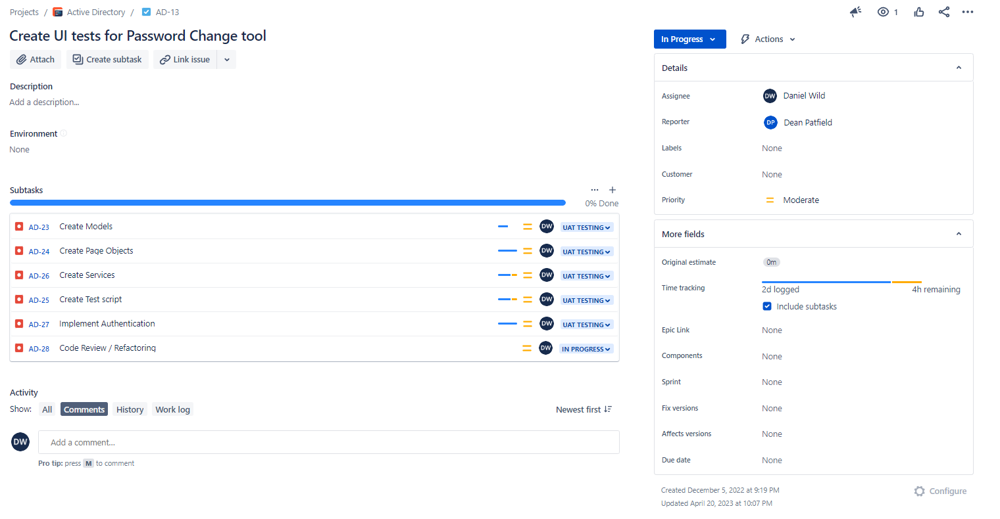 Projects / Active Directory / AD-13
1
Create UI tests for Password Change tool
Attach Create subtask Link issue
Description
Add a description...
Environment
None
Subtasks
0% Done
AD-23 Create Models DW UAT TESTING
AD-24 Create Page Objects DW UAT TESTING
AD-26 Create Services DW UAT TESTING
AD-25 Create Test script DW UAT TESTING
AD-27 Implement Authentication DW UAT TESTING
AD-28 Code Review / Refactoring DW IN PROGRESS
Activity
Show: All Comments History Work log Newest first
DW Add a comment...
Pro tip: press M to comment
In Progress Actions
Details
Assignee DW Daniel Wild
Reporter DP Dean Patfield
Labels None
Customer None
Priority Moderate
More fields
Original estimate 0m
Time tracking 2d logged 4h remaining
Include subtasks
Epic Link None
Components None
Sprint None
Fix versions None
Affects versions None
Due date None
Created December 5, 2022 at 9:19 PM Configure
Updated April 20, 2023 at 10:07 PM